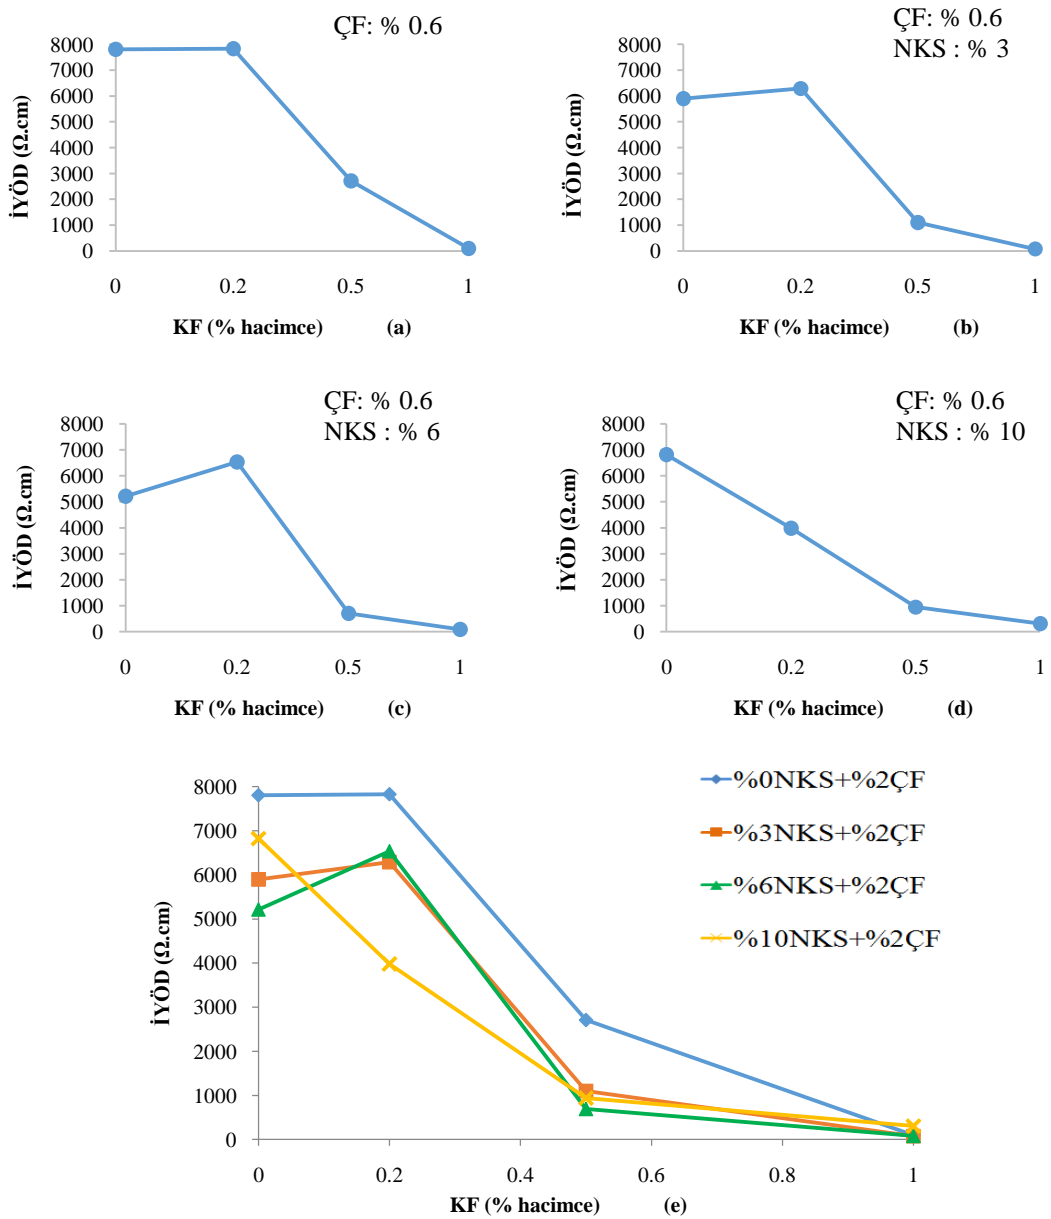 ÇF: % 0.6
8000
7000
6000
5000
4000
3000
2000
1000
0
İYÖD (Ω.cm)
0 0.2 0.5 1
KF (% hacimce) (a)
ÇF: % 0.6
NKS : % 3
8000
7000
6000
5000
4000
3000
2000
1000
0
İYÖD (Ω.cm)
0 0.2 0.5 1
KF (% hacimce) (b)
ÇF: % 0.6
NKS : % 6
8000
7000
6000
5000
4000
3000
2000
1000
0
İYÖD (Ω.cm)
0 0.2 0.5 1
KF (% hacimce) (c)
ÇF: % 0.6
NKS : % 10
8000
7000
6000
5000
4000
3000
2000
1000
0
İYÖD (Ω.cm)
0 0.2 0.5 1
KF (% hacimce) (d)
%0NKS+%2ÇF
%3NKS+%2ÇF
%6NKS+%2ÇF
%10NKS+%2ÇF
8000
7000
6000
5000
4000
3000
2000
1000
0
İYÖD (Ω.cm)
0 0.2 0.4 0.6 0.8 1
KF (% hacimce) (e)